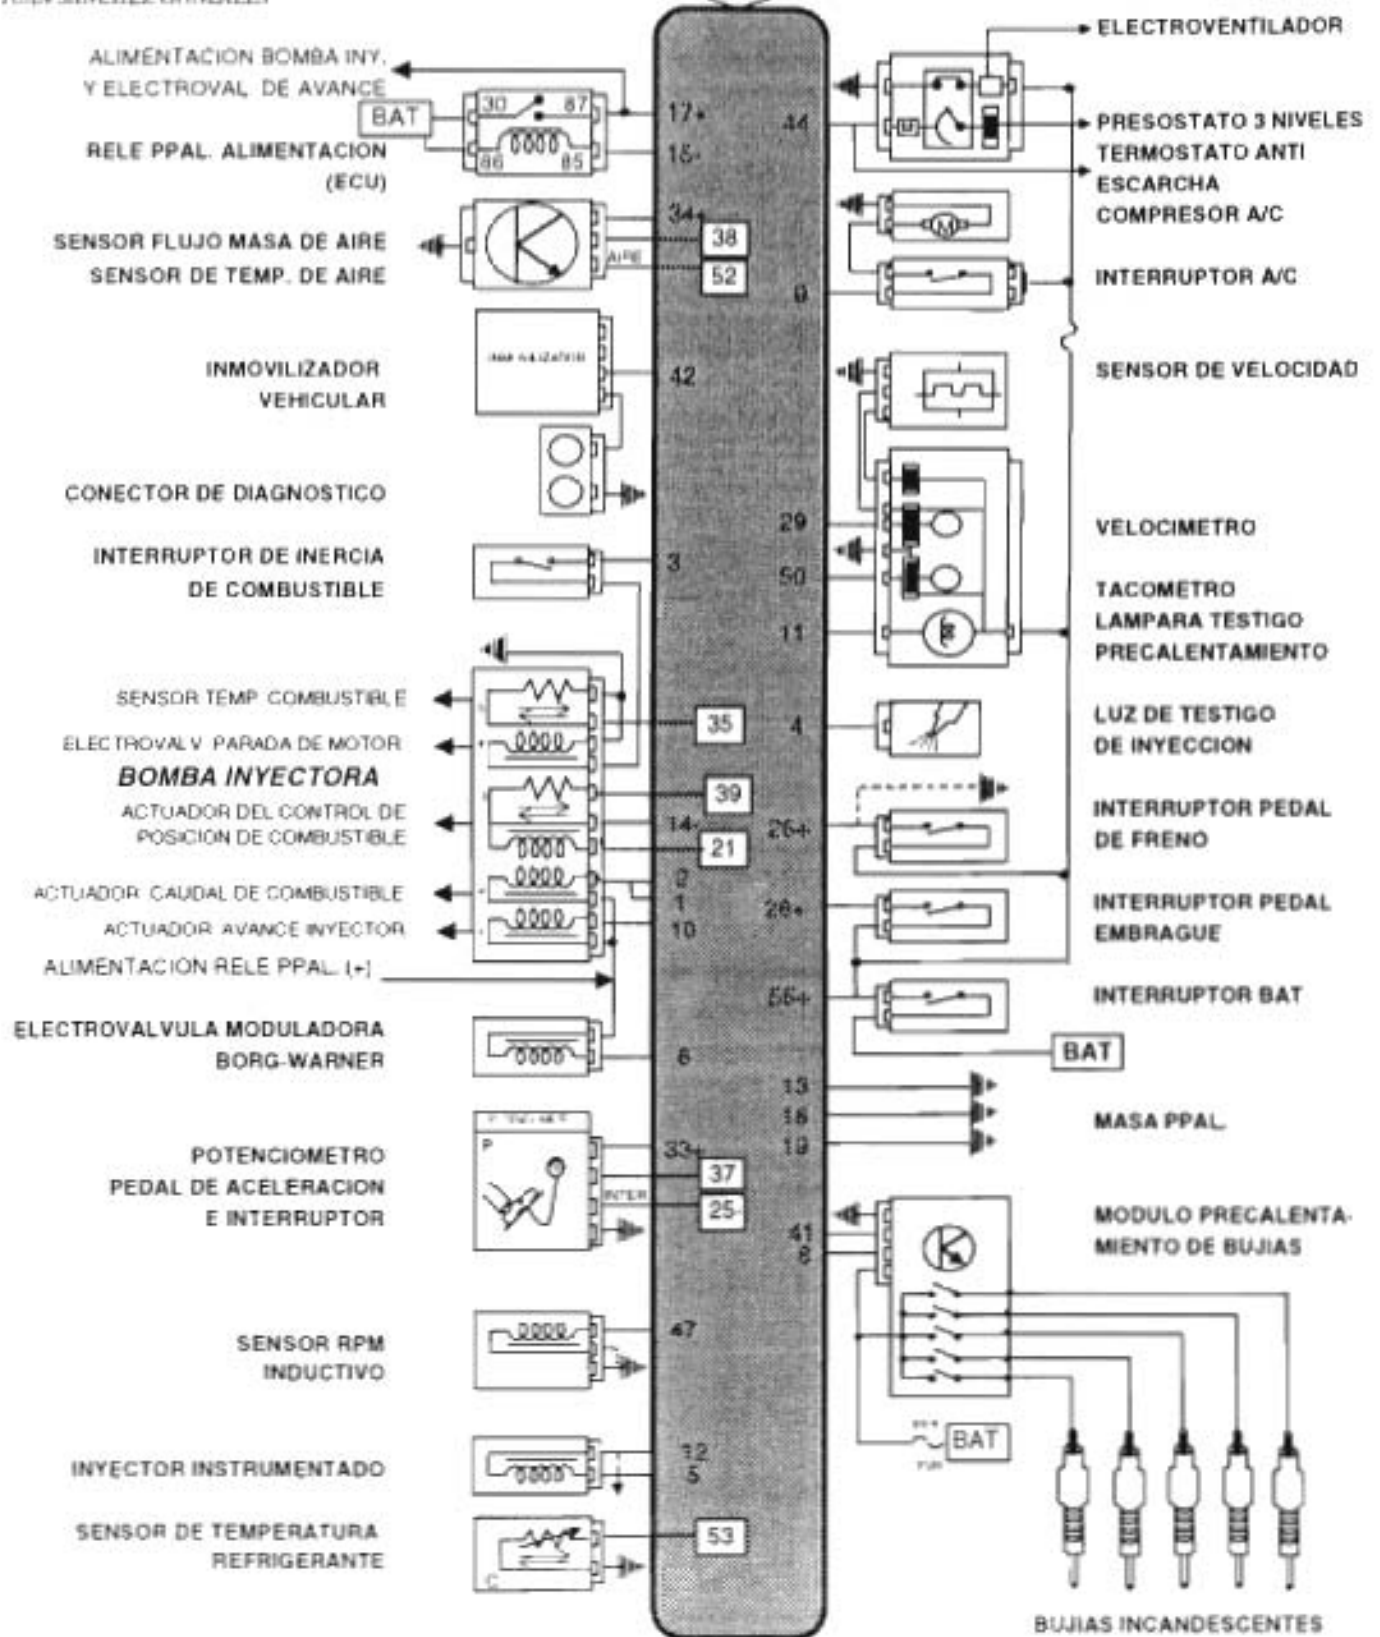 ALIMENTACION BOMBA INY.
Y ELECTROVAL DE AVANCE
BAT
30
87
86
85
RELE PPAL. ALIMENTACION
(ECU)
17+
15-
SENSOR FLUJO MASA DE AIRE
SENSOR DE TEMP. DE AIRE
AIRE
34+
38
52
INMOVILIZADOR
VEHICULAR
42
CONECTOR DE DIAGNOSTICO
INTERRUPTOR DE INERCIA
DE COMBUSTIBLE
3
SENSOR TEMP. COMBUSTIBLE
35
ELECTROVALV PARADA DE MOTOR
BOMBA INYECTORA
39
ACTUADOR DEL CONTROL DE
POSICION DE COMBUSTIBLE
14-
21
ACTUADOR CAUDAL DE COMBUSTIBLE
2
1
ACTUADOR AVANCE INYECTOR
10
ALIMENTACION RELE PPAL. (+)
ELECTROVALVULA MODULADORA
BORG-WARNER
6
P
POTENCIOMETRO
PEDAL DE ACELERACION
E INTERRUPTOR
INTER
33+
37
25-
SENSOR RPM
INDUCTIVO
47
INYECTOR INSTRUMENTADO
12
5
SENSOR DE TEMPERATURA
REFRIGERANTE
C
53
ELECTROVENTILADOR
44
M
PRESOSTATO 3 NIVELES
TERMOSTATO ANTI
ESCARCHA
COMPRESOR A/C
M
INTERRUPTOR A/C
9
SENSOR DE VELOCIDAD
29
VELOCIMETRO
50
TACOMETRO
11
LAMPARA TESTIGO
PRECALENTAMIENTO
4
LUZ DE TESTIGO
DE INYECCION
26+
INTERRUPTOR PEDAL
DE FRENO
28+
INTERRUPTOR PEDAL
EMBRAGUE
55+
INTERRUPTOR BAT
BAT
13
18
19
MASA PPAL.
41
8
MODULO PRECALENTA-
MIENTO DE BUJIAS
BAT
BUJIAS INCANDESCENTES